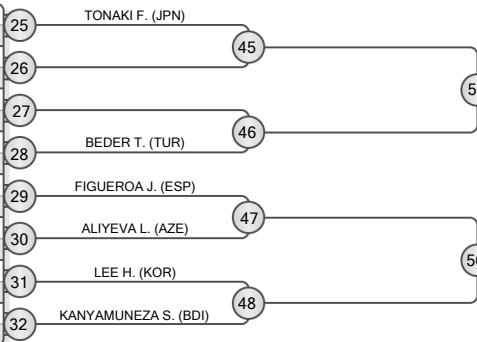 25
TONAKI F. (JPN)
45
26
27
46
28
BEDER T. (TUR)
29
FIGUEROA J. (ESP)
47
30
ALIYEVA L. (AZE)
31
LEE H. (KOR)
48
32
KANYAMUNEZA S. (BDI)